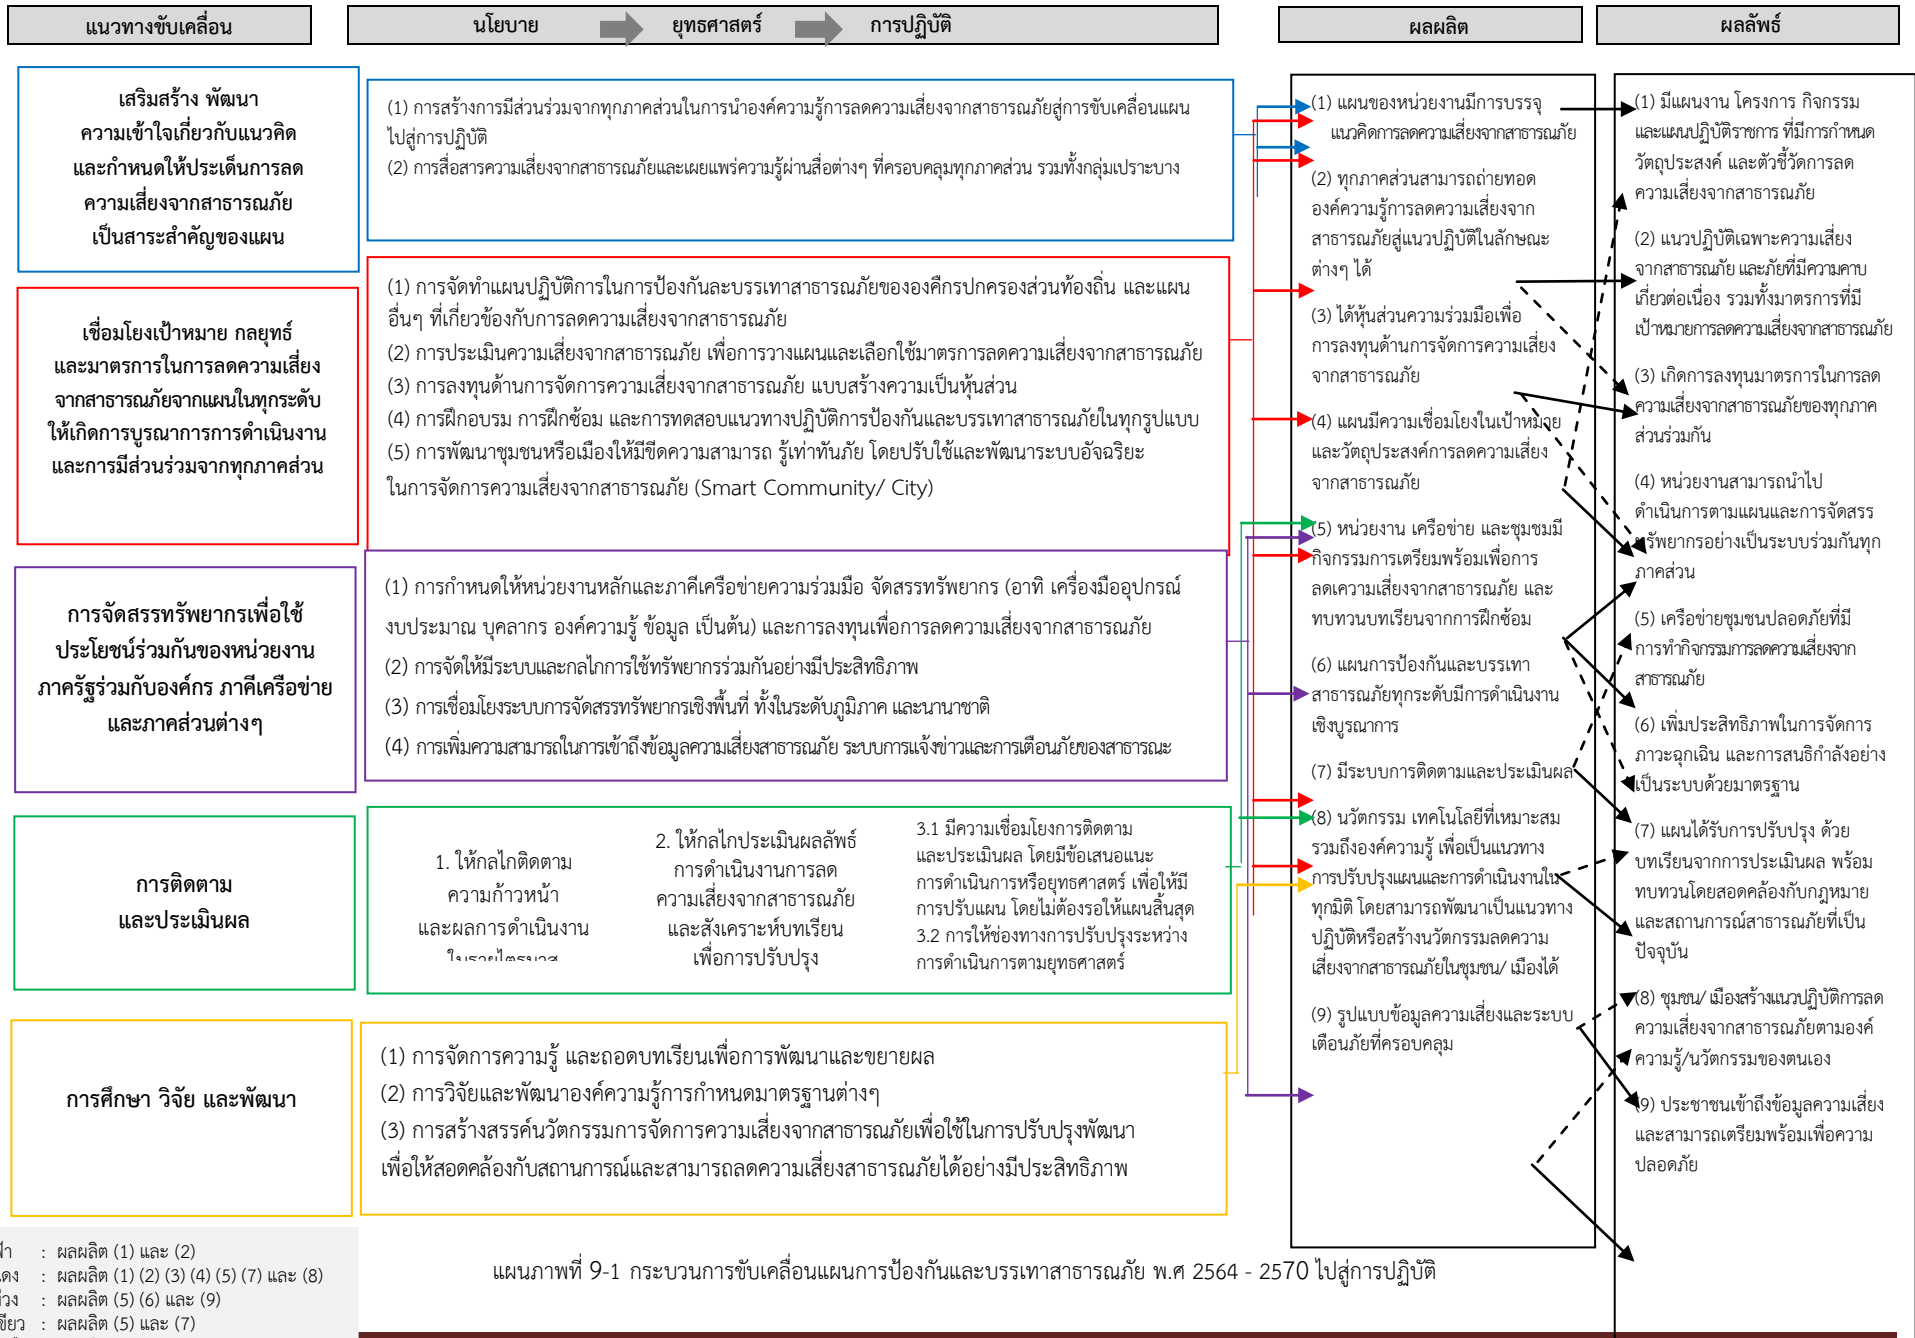 แนวทางขับเคลื่อน
นโยบาย
ยุทธศาสตร์
การปฏิบัติ
ผลผลิต
ผลลัพธ์
เสริมสร้าง พัฒนา
ความเข้าใจเกี่ยวกับแนวคิด
และกำหนดให้ประเด็นการลด
ความเสี่ยงจากสาธารณภัย
เป็นสาระสำคัญของแผน
(1) การสร้างการมีส่วนร่วมจากทุกภาคส่วนในการนำองค์ความรู้การลดความเสี่ยงจากสาธารณภัยสู่การขับเคลื่อนแผน
ไปสู่การปฏิบัติ
(2) การสื่อสารความเสี่ยงจากสาธารณภัยและเผยแพร่ความรู้ผ่านสื่อต่างๆ ที่ครอบคลุมทุกภาคส่วน รวมทั้งกลุ่มเปราะบาง
เชื่อมโยงเป้าหมาย กลยุทธ์
และมาตรการในการลดความเสี่ยง
จากสาธารณภัยจากแผนในทุกระดับ
ให้เกิดการบูรณาการการดำเนินงาน
และการมีส่วนร่วมจากทุกภาคส่วน
(1) การจัดทำแผนปฏิบัติการในการป้องกันละบรรเทาสาธารณภัยขององค์กรปกครองส่วนท้องถิ่น และแผน
อื่นๆ ที่เกี่ยวข้องกับการลดความเสี่ยงจากสาธารณภัย
(2) การประเมินความเสี่ยงจากสาธารณภัย เพื่อการวางแผนและเลือกใช้มาตรการลดความเสี่ยงจากสาธารณภัย
(3) การลงทุนด้านการจัดการความเสี่ยงจากสาธารณภัย แบบสร้างความเป็นหุ้นส่วน
(4) การฝึกอบรม การฝึกซ้อม และการทดสอบแนวทางปฏิบัติการป้องกันและบรรเทาสาธารณภัยในทุกรูปแบบ
(5) การพัฒนาชุมชนหรือเมืองให้มีขีดความสามารถ รู้เท่าทันภัย โดยปรับใช้และพัฒนาระบบอัจฉริยะ
ในการจัดการความเสี่ยงจากสาธารณภัย (Smart Community/ City)
การจัดสรรทรัพยากรเพื่อใช้
ประโยชน์ร่วมกันของหน่วยงาน
ภาครัฐร่วมกับองค์กร ภาคีเครือข่าย
และภาคส่วนต่างๆ
(1) การกำหนดให้หน่วยงานหลักและภาคีเครือข่ายความร่วมมือ จัดสรรทรัพยากร (อาทิ เครื่องมืออุปกรณ์
งบประมาณ บุคลากร องค์ความรู้ ข้อมูล เป็นต้น) และการลงทุนเพื่อการลดความเสี่ยงจากสาธารณภัย
(2) การจัดให้มีระบบและกลไกการใช้ทรัพยากรร่วมกันอย่างมีประสิทธิภาพ
(3) การเชื่อมโยงระบบการจัดสรรทรัพยากรเชิงพื้นที่ ทั้งในระดับภูมิภาค และนานาชาติ
(4) การเพิ่มความสามารถในการเข้าถึงข้อมูลความเสี่ยงสาธารณภัย ระบบการแจ้งข่าวและการเตือนภัยของสาธารณะ
การติดตาม
และประเมินผล
1. ให้กลไกติดตาม
ความก้าวหน้า
และผลการดำเนินงาน
ในรายไตรมาส
2. ให้กลไกประเมินผลลัพธ์
การดำเนินงานการลด
ความเสี่ยงจากสาธารณภัย
และสังเคราะห์บทเรียน
เพื่อการปรับปรุง
3.1 มีความเชื่อมโยงการติดตาม
และประเมินผล โดยมีข้อเสนอแนะ
การดำเนินการหรือยุทธศาสตร์ เพื่อให้มี
การปรับแผน โดยไม่ต้องรอให้แผนสิ้นสุด
3.2 การให้ช่องทางการปรับปรุงระหว่าง
การดำเนินการตามยุทธศาสตร์
การศึกษา วิจัย และพัฒนา
(1) การจัดการความรู้ และถอดบทเรียนเพื่อการพัฒนาและขยายผล
(2) การวิจัยและพัฒนาองค์ความรู้การกำหนดมาตรฐานต่างๆ
(3) การสร้างสรรค์นวัตกรรมการจัดการความเสี่ยงจากสาธารณภัยเพื่อใช้ในการปรับปรุงพัฒนา
เพื่อให้สอดคล้องกับสถานการณ์และสามารถลดความเสี่ยงสาธารณภัยได้อย่างมีประสิทธิภาพ
(1) แผนของหน่วยงานมีการบรรจุ
แนวคิดการลดความเสี่ยงจากสาธารณภัย
(2) ทุกภาคส่วนสามารถถ่ายทอด
องค์ความรู้การลดความเสี่ยงจาก
สาธารณภัยสู่แนวปฏิบัติในลักษณะ
ต่างๆ ได้
(3) ได้หุ้นส่วนความร่วมมือเพื่อ
การลงทุนด้านการจัดการความเสี่ยง
จากสาธารณภัย
(4) แผนมีความเชื่อมโยงในเป้าหมาย
และวัตถุประสงค์การลดความเสี่ยง
จากสาธารณภัย
(5) หน่วยงาน เครือข่าย และชุมชมมี
กิจกรรมการเตรียมพร้อมเพื่อการ
ลดเความเสี่ยงจากสาธารณภัย และ
ทบทวนบทเรียนจากการฝึกซ้อม
(6) แผนการป้องกันและบรรเทา
สาธารณภัยทุกระดับมีการดำเนินงาน
เชิงบูรณาการ
(7) มีระบบการติดตามและประเมินผล
(8) นวัตกรรม เทคโนโลยีที่เหมาะสม
รวมถึงองค์ความรู้ เพื่อเป็นแนวทาง
การปรับปรุงแผนและการดำเนินงานใน
ทุกมิติ โดยสามารถพัฒนาเป็นแนวทาง
ปฏิบัติหรือสร้างนวัตกรรมลดความ
เสี่ยงจากสาธารณภัยในชุมชน/ เมืองได้
(9) รูปแบบข้อมูลความเสี่ยงและระบบ
เตือนภัยที่ครอบคลุม
(1) มีแผนงาน โครงการ กิจกรรม
และแผนปฏิบัติราชการ ที่มีการกำหนด
วัตถุประสงค์ และตัวชี้วัดการลด
ความเสี่ยงจากสาธารณภัย
(2) แนวปฏิบัติเฉพาะความเสี่ยง
จากสาธารณภัย และภัยที่มีความคาบ
เกี่ยวต่อเนื่อง รวมทั้งมาตรการที่มี
เป้าหมายการลดความเสี่ยงจากสาธารณภัย
(3) เกิดการลงทุนมาตรการในการลด
ความเสี่ยงจากสาธารณภัยของทุกภาค
ส่วนร่วมกัน
(4) หน่วยงานสามารถนำไป
ดำเนินการตามแผนและการจัดสรร
ทรัพยากรอย่างเป็นระบบร่วมกันทุก
ภาคส่วน
(5) เครือข่ายชุมชนปลอดภัยที่มี
การทำกิจกรรมการลดความเสี่ยงจาก
สาธารณภัย
(6) เพิ่มประสิทธิภาพในการจัดการ
ภาวะฉุกเฉิน และการสนธิกำลังอย่าง
เป็นระบบด้วยมาตรฐาน
(7) แผนได้รับการปรับปรุง ด้วย
บทเรียนจากการประเมินผล พร้อม
ทบทวนโดยสอดคล้องกับกฎหมาย
และสถานการณ์สาธารณภัยที่เป็น
ปัจจุบัน
(8) ชุมชน/ เมืองสร้างแนวปฏิบัติการลด
ความเสี่ยงจากสาธารณภัยตามองค์
ความรู้/นวัตกรรมของตนเอง
(9) ประชาชนเข้าถึงข้อมูลความเสี่ยง
และสามารถเตรียมพร้อมเพื่อความ
ปลอดภัย
: ผลผลิต (1) และ (2)
: ผลผลิต (1) (2) (3) (4) (5) (7) และ (8)
: ผลผลิต (5) (6) และ (9)
: ผลผลิต (5) และ (7)
แผนภาพที่ 9-1 กระบวนการขับเคลื่อนแผนการป้องกันและบรรเทาสาธารณภัย พ.ศ 2564 - 2570 ไปสู่การปฏิบัติ